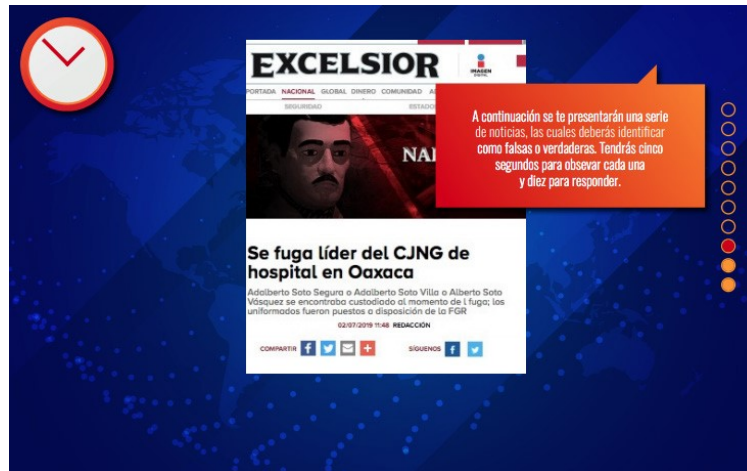 EXCELSIOR
IMAGEN
DIGITAL
PORTADA NACIONAL GLOBAL DINERO COMUNIDAD
SEGURIDAD ESTADO
A continuación se te presentarán una serie
de noticias, las cuales deberás identificar
como falsas o verdaderas. Tendrás cinco
segundos para obsevar cada una
y diez para responder.
Se fuga líder del CJNG de
hospital en Oaxaca
Adalberto Soto Segura o Adalberto Soto Villa o Alberto Soto
Vásquez se encontraba custodiado al momento de l fuga; los
uniformados fueron puestos a disposición de la FGR
02/07/2019 11:48 REDACCIÓN
COMPARTIR SÍGUENOS